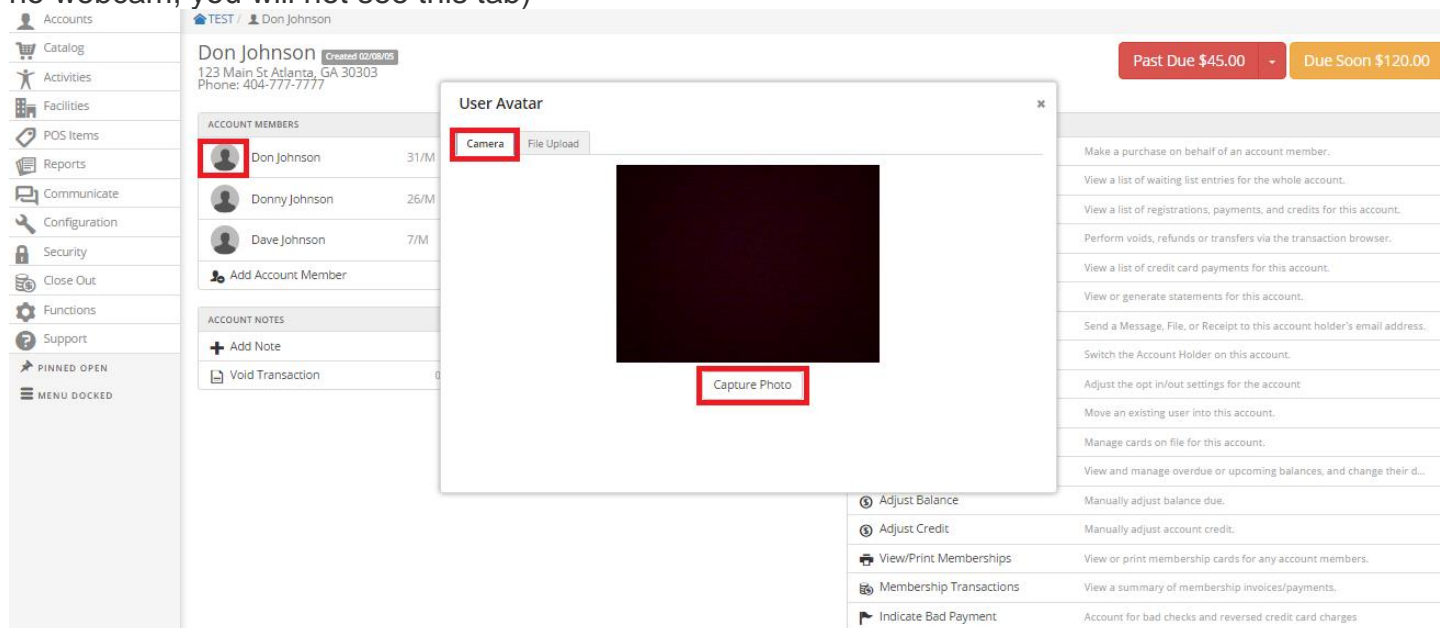 no webcam, you will not see this tab)
Accounts
Catalog
Activities
Facilities
POS Items
Reports
Communicate
Configuration
Security
Close Out
Functions
Support
PINNED OPEN
MENU DOCKED
TEST / Don Johnson
Don Johnson Created 02/08/05
123 Main St Atlanta, GA 30303
Phone: 404-777-7777
Past Due $45.00
Due Soon $120.00
ACCOUNT MEMBERS
Don Johnson 31/M
Donny Johnson 26/M
Dave Johnson 7/M
Add Account Member
ACCOUNT NOTES
Add Note
Void Transaction
User Avatar
Camera File Upload
Capture Photo
Make a purchase on behalf of an account member.
View a list of waiting list entries for the whole account.
View a list of registrations, payments, and credits for this account.
Perform voids, refunds or transfers via the transaction browser.
View a list of credit card payments for this account.
View or generate statements for this account.
Send a Message, File, or Receipt to this account holder's email address.
Switch the Account Holder on this account.
Adjust the opt in/out settings for the account
Move an existing user into this account.
Manage cards on file for this account.
View and manage overdue or upcoming balances, and change their d...
Adjust Balance Manually adjust balance due.
Adjust Credit Manually adjust account credit.
View/Print Memberships View or print membership cards for any account members.
Membership Transactions View a summary of membership invoices/payments.
Indicate Bad Payment Account for bad checks and reversed credit card charges